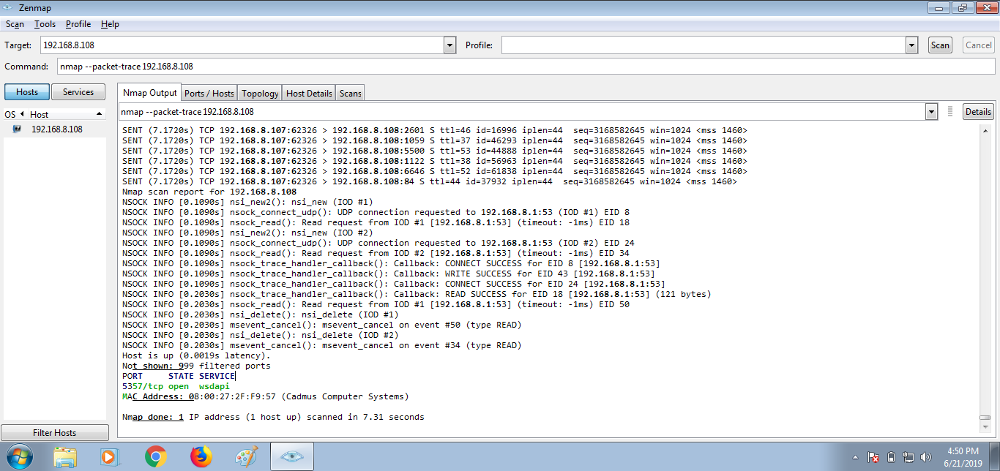 Zenmap
Scan Tools Profile Help
Target: 192.168.8.108 Profile: Scan Cancel
Command: nmap --packet-trace 192.168.8.108
Hosts Services
Nmap Output Ports / Hosts Topology Host Details Scans
OS Host
192.168.8.108
nmap --packet-trace 192.168.8.108 Details
SENT (7.1720s) TCP 192.168.8.107:62326 > 192.168.8.108:2601 S ttl=46 id=16996 iplen=44  seq=3168582645 win=1024 <mss 1460>
SENT (7.1720s) TCP 192.168.8.107:62326 > 192.168.8.108:1059 S ttl=37 id=46293 iplen=44  seq=3168582645 win=1024 <mss 1460>
SENT (7.1720s) TCP 192.168.8.107:62326 > 192.168.8.108:5500 S ttl=53 id=44888 iplen=44  seq=3168582645 win=1024 <mss 1460>
SENT (7.1720s) TCP 192.168.8.107:62326 > 192.168.8.108:1122 S ttl=38 id=56963 iplen=44  seq=3168582645 win=1024 <mss 1460>
SENT (7.1720s) TCP 192.168.8.107:62326 > 192.168.8.108:6646 S ttl=52 id=61838 iplen=44  seq=3168582645 win=1024 <mss 1460>
SENT (7.1720s) TCP 192.168.8.107:62326 > 192.168.8.108:84 S ttl=44 id=37932 iplen=44  seq=3168582645 win=1024 <mss 1460>
Nmap scan report for 192.168.8.108
NSOCK INFO [0.1090s] nsi_new2(): nsi_new (IOD #1)
NSOCK INFO [0.1090s] nsock_connect_udp(): UDP connection requested to 192.168.8.1:53 (IOD #1) EID 8
NSOCK INFO [0.1090s] nsock_read(): Read request from IOD #1 [192.168.8.1:53] (timeout: -1ms) EID 18
NSOCK INFO [0.1090s] nsi_new2(): nsi_new (IOD #2)
NSOCK INFO [0.1090s] nsock_connect_udp(): UDP connection requested to 192.168.8.1:53 (IOD #2) EID 24
NSOCK INFO [0.1090s] nsock_read(): Read request from IOD #2 [192.168.8.1:53] (timeout: -1ms) EID 34
NSOCK INFO [0.1090s] nsock_trace_handler_callback(): Callback: CONNECT SUCCESS for EID 8 [192.168.8.1:53]
NSOCK INFO [0.1090s] nsock_trace_handler_callback(): Callback: WRITE SUCCESS for EID 43 [192.168.8.1:53]
NSOCK INFO [0.1090s] nsock_trace_handler_callback(): Callback: CONNECT SUCCESS for EID 24 [192.168.8.1:53]
NSOCK INFO [0.2030s] nsock_trace_handler_callback(): Callback: READ SUCCESS for EID 18 [192.168.8.1:53] (121 bytes)
NSOCK INFO [0.2030s] nsock_read(): Read request from IOD #1 [192.168.8.1:53] (timeout: -1ms) EID 50
NSOCK INFO [0.2030s] nsi_delete(): nsi_delete (IOD #1)
NSOCK INFO [0.2030s] msevent_cancel(): msevent_cancel on event #50 (type READ)
NSOCK INFO [0.2030s] nsi_delete(): nsi_delete (IOD #2)
NSOCK INFO [0.2030s] msevent_cancel(): msevent_cancel on event #34 (type READ)
Host is up (0.0019s latency).
Not shown: 999 filtered ports
PORT     STATE SERVICE
5357/tcp open  wsdapi
MAC Address: 08:00:27:2F:F9:57 (Cadmus Computer Systems)
Nmap done: 1 IP address (1 host up) scanned in 7.31 seconds
Filter Hosts
4:50 PM
6/21/2019